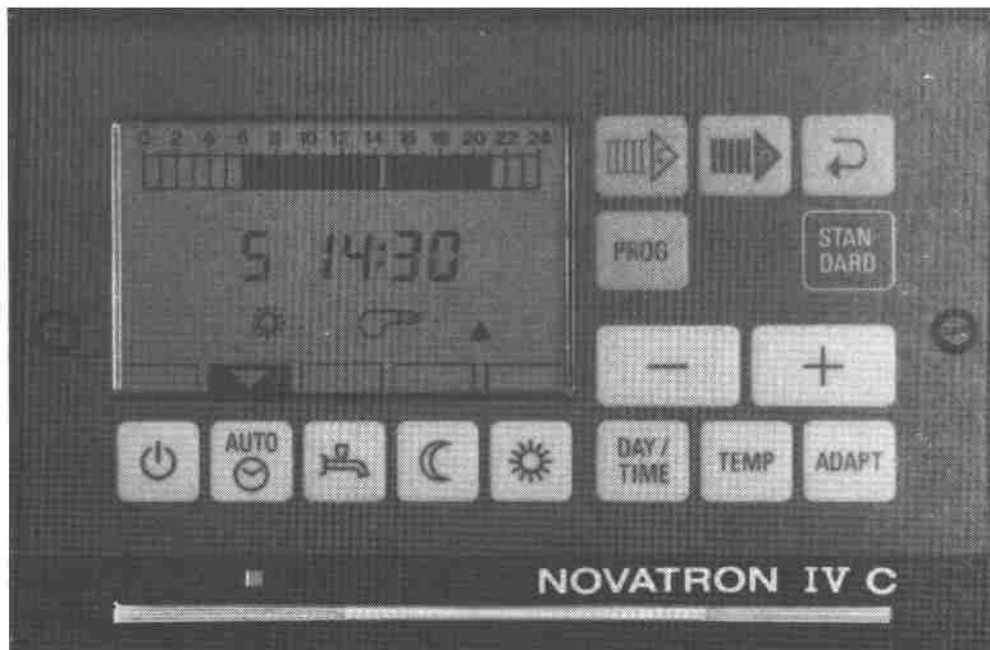 0 2 4 6 8 10 12 14 16 18 20 22 24
5 14:30
PROG
STAN
DARD
− +
AUTO
DAY /
TIME
TEMP
ADAPT
NOVATRON IV C